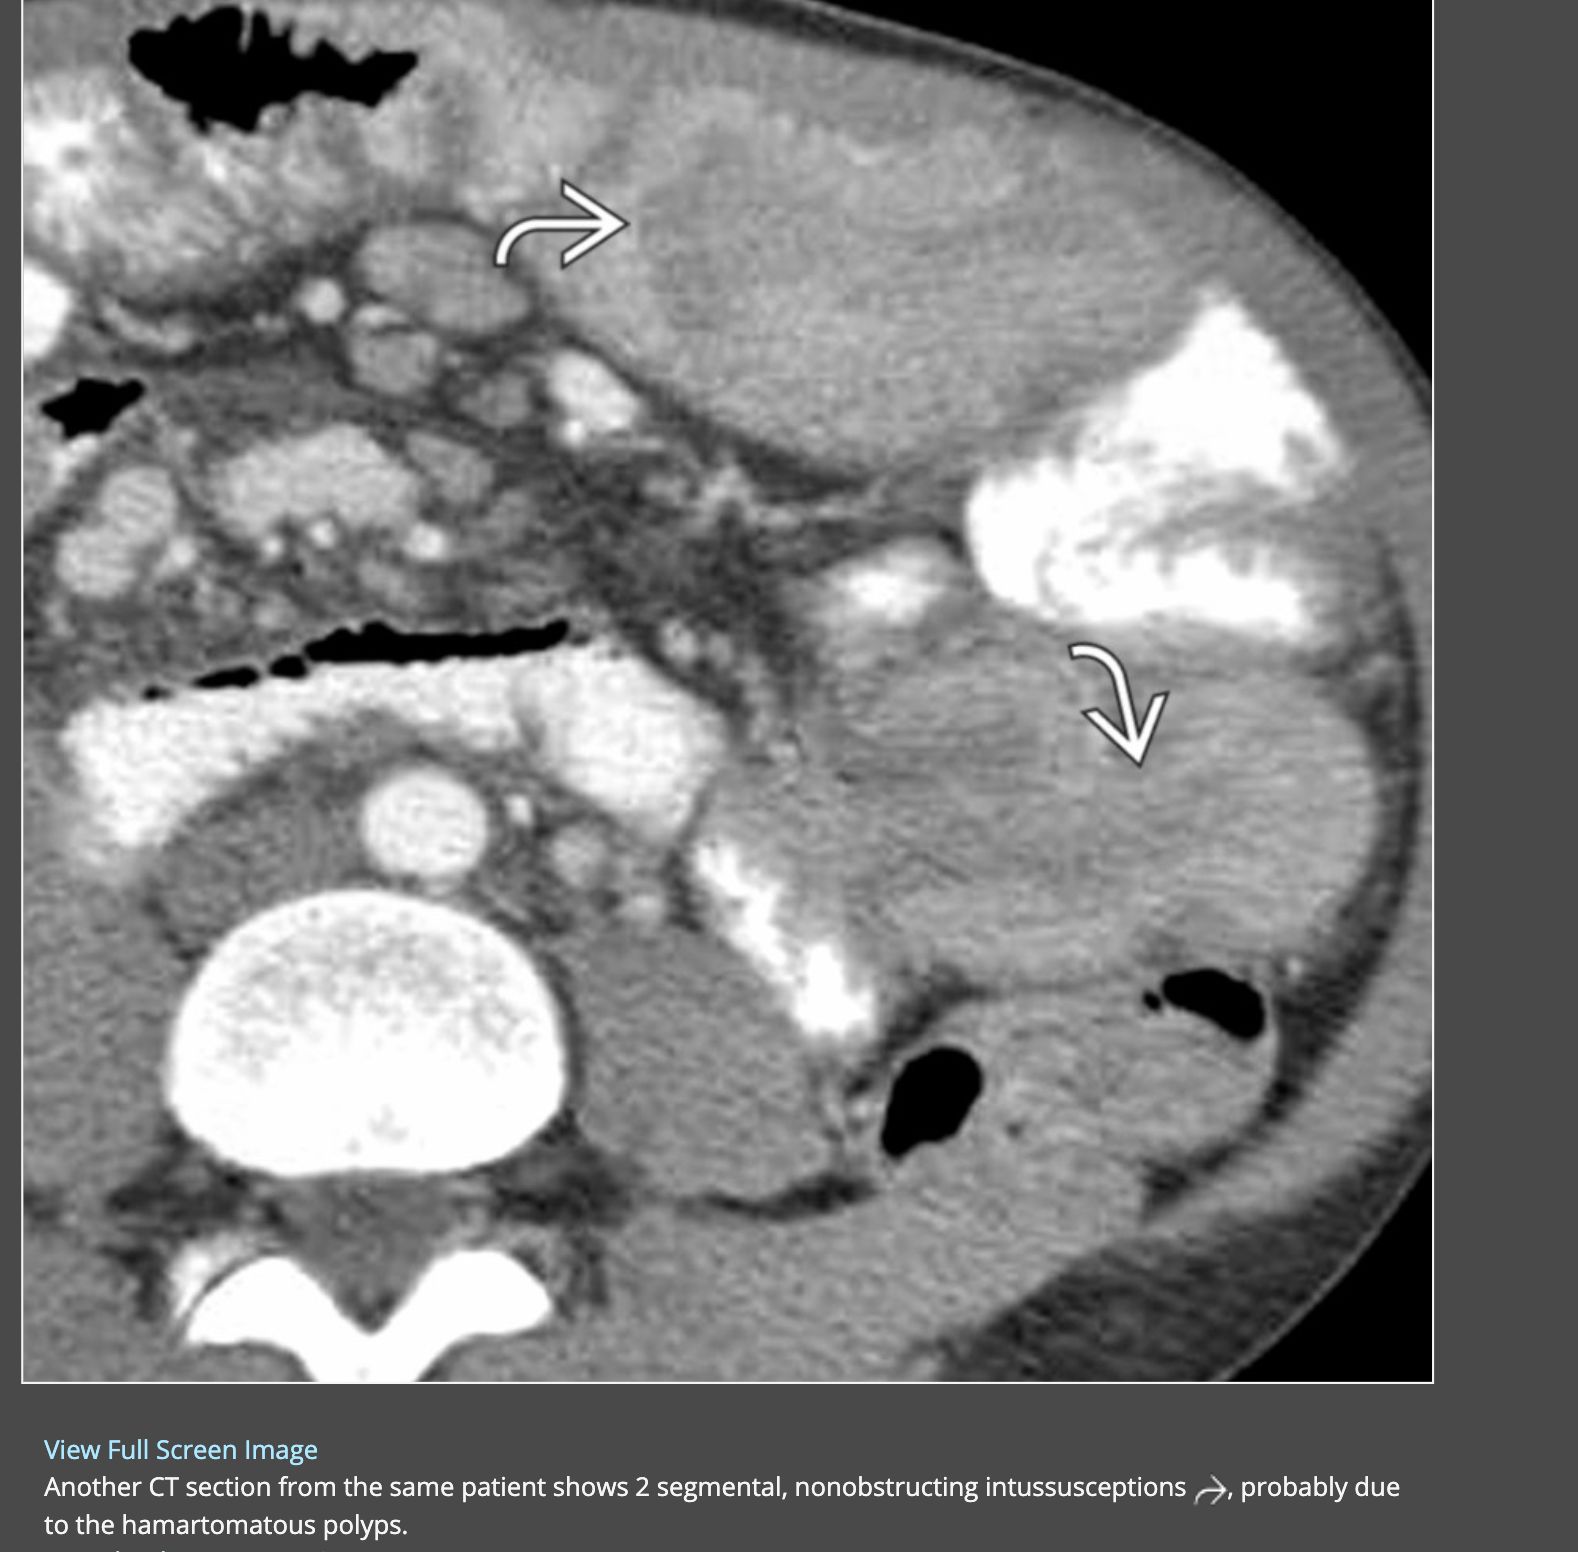 View Full Screen Image
Another CT section from the same patient shows 2 segmental, nonobstructing intussusceptions , probably due
to the hamartomatous polyps.